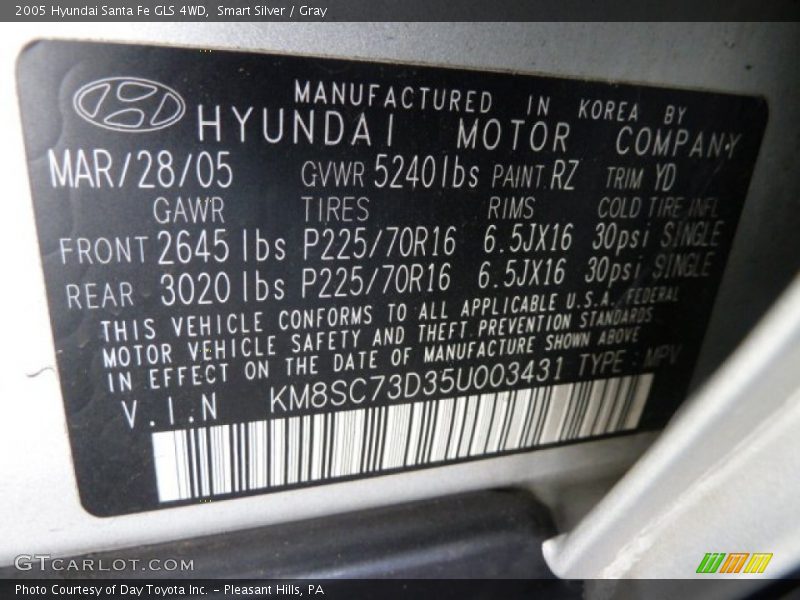 2005 Hyundai Santa Fe GLS 4WD, Smart Silver / Gray
MANUFACTURED IN KOREA BY
HYUNDAI MOTOR COMPANY
MAR/28/05 GVWR 5240lbs PAINT RZ TRIM YD
GAWR TIRES RIMS COLD TIRE INFL
FRONT 2645 lbs P225/70R16 6.5JX16 30psi SINGLE
REAR 3020 lbs P225/70R16 6.5JX16 30psi SINGLE
THIS VEHICLE CONFORMS TO ALL APPLICABLE U.S.A. FEDERAL
MOTOR VEHICLE SAFETY AND THEFT PREVENTION STANDARDS
IN EFFECT ON THE DATE OF MANUFACTURE SHOWN ABOVE
V.I.N KM8SC73D35U003431 TYPE : MPV
GTCARLOT.COM
Photo Courtesy of Day Toyota Inc. - Pleasant Hills, PA